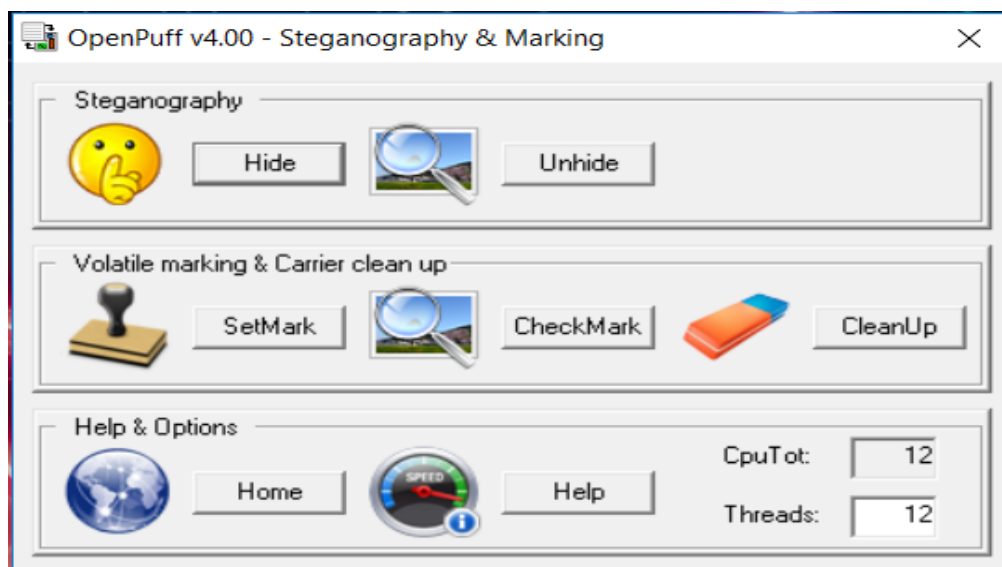 OpenPuff v4.00 - Steganography & Marking
Steganography
Hide Unhide
Volatile marking & Carrier clean up
SetMark CheckMark CleanUp
Help & Options
CpuTot: 12
SPEED
Home Help
Threads: 12